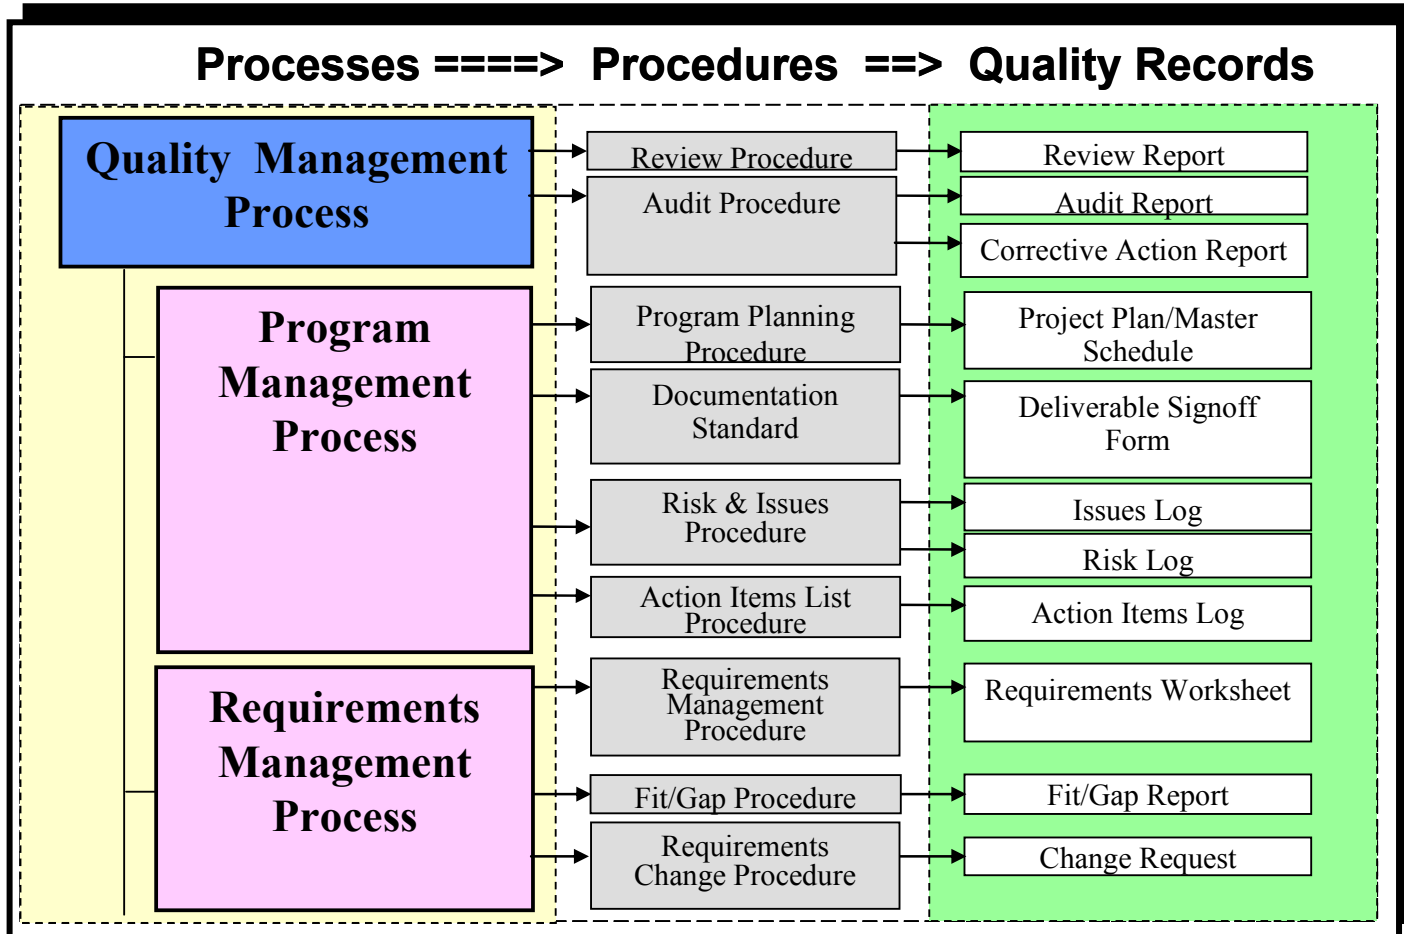 Processes ====> Procedures ==> Quality Records
Quality Management
Process
Review Procedure
Review Report
Audit Procedure
Audit Report
Corrective Action Report
Program
Management
Process
Program Planning
Procedure
Project Plan/Master
Schedule
Documentation
Standard
Deliverable Signoff
Form
Risk & Issues
Procedure
Issues Log
Risk Log
Action Items List
Procedure
Action Items Log
Requirements
Management
Process
Requirements
Management
Procedure
Requirements Worksheet
Fit/Gap Procedure
Fit/Gap Report
Requirements
Change Procedure
Change Request